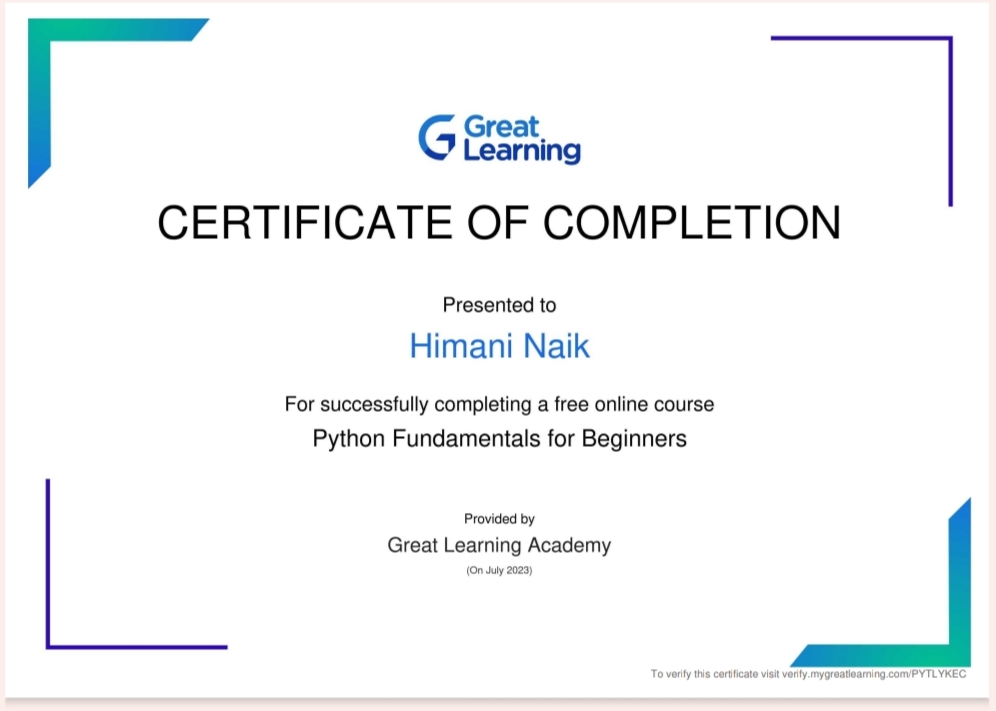 Great
Learning
CERTIFICATE OF COMPLETION
Presented to
Himani Naik
For successfully completing a free online course
Python Fundamentals for Beginners
Provided by
Great Learning Academy
(On July 2023)
To verify this certificate visit verify.mygreatlearning.com/PYTLYKEC